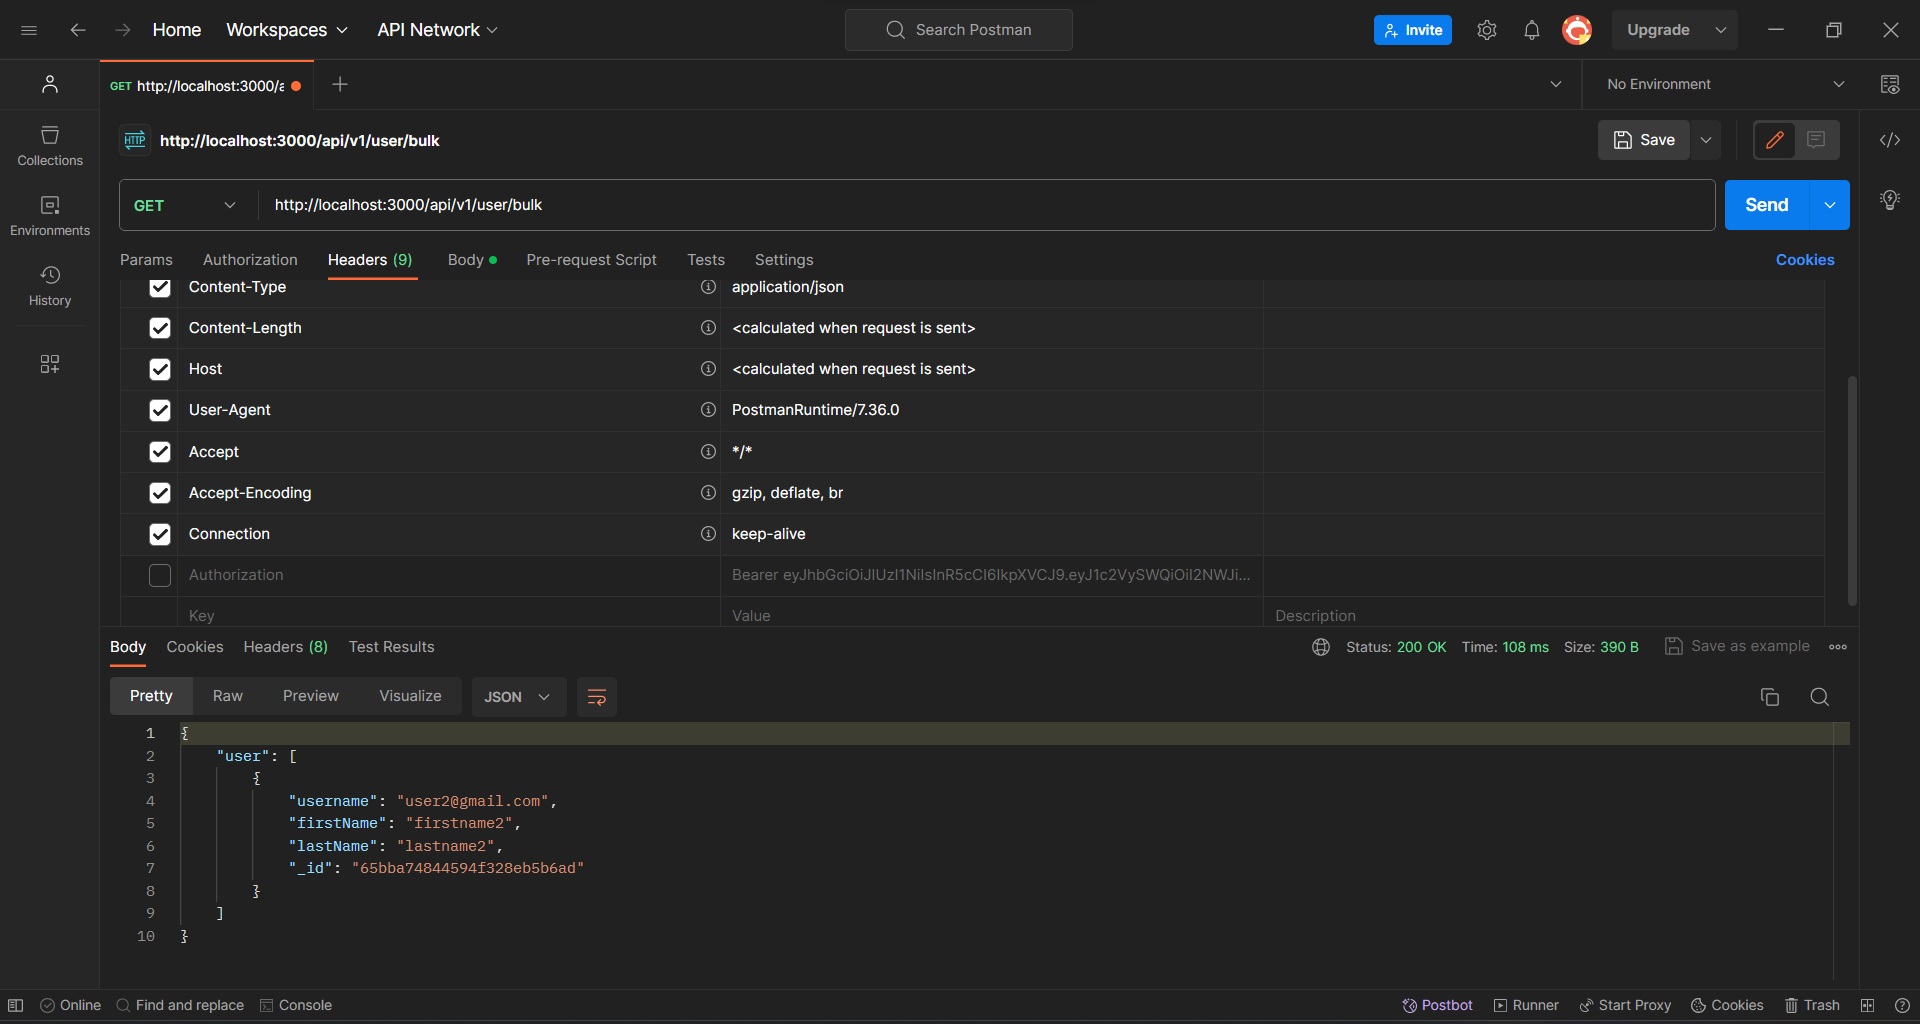 Home Workspaces API Network Search Postman Invite Upgrade
GET http://localhost:3000/a No Environment
HTTP http://localhost:3000/api/v1/user/bulk Save
Collections
GET http://localhost:3000/api/v1/user/bulk Send
Environments
Params Authorization Headers (9) Body Pre-request Script Tests Settings Cookies
History
Content-Type application/json
Content-Length <calculated when request is sent>
Host <calculated when request is sent>
User-Agent PostmanRuntime/7.36.0
Accept */*
Accept-Encoding gzip, deflate, br
Connection keep-alive
Authorization Bearer
Key Value Description
Body Cookies Headers (8) Test Results Status: 200 OK Time: 108 ms Size: 390 B Save as example
Pretty Raw Preview Visualize JSON
1 {
2 "user": [
3 {
4 "username": "user2@gmail.com",
5 "firstName": "firstname2",
6 "lastName": "lastname2",
7 "_id": "65bba74844594f328eb5b6ad"
8 }
9 ]
10 }
Online Find and replace Console Postbot Runner Start Proxy Cookies Trash